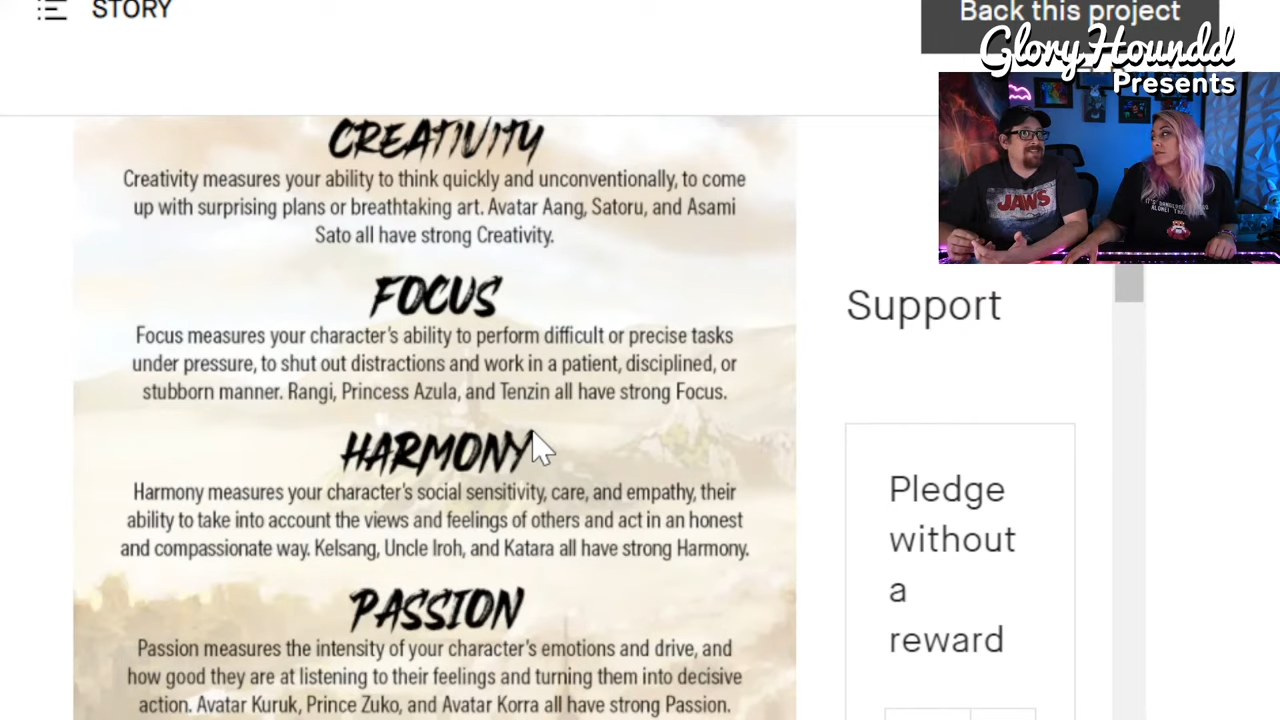 STORY
Back this project
GloryHoundd
Presents
JAWS
CREATIVITY
Creativity measures your ability to think quickly and unconventionally, to come
up with surprising plans or breathtaking art. Avatar Aang, Satoru, and Asami
Sato all have strong Creativity.
FOCUS
Focus measures your character's ability to perform difficult or precise tasks
under pressure, to shut out distractions and work in a patient, disciplined, or
stubborn manner. Rangi, Princess Azula, and Tenzin all have strong Focus.
HARMONY
Harmony measures your character's social sensitivity, care, and empathy, their
ability to take into account the views and feelings of others and act in an honest
and compassionate way. Kelsang, Uncle Iroh, and Katara all have strong Harmony.
PASSION
Passion measures the intensity of your character's emotions and drive, and
how good they are at listening to their feelings and turning them into decisive
action. Avatar Kuruk, Prince Zuko, and Avatar Korra all have strong Passion.
Support
Pledge
without
a
reward